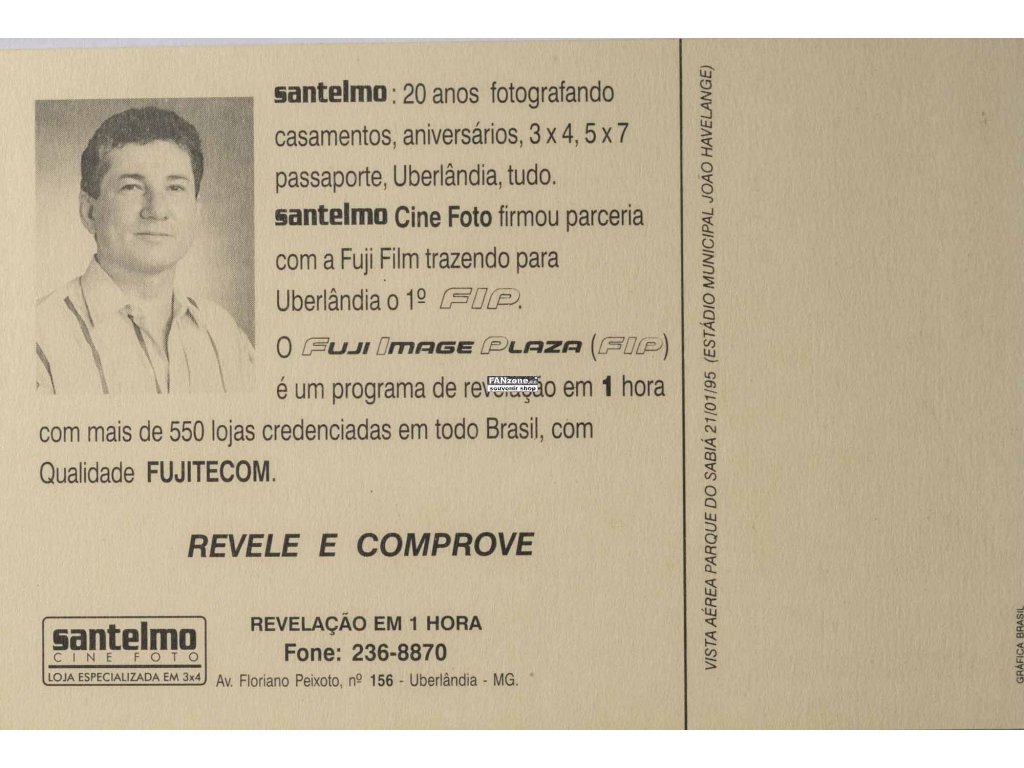 santelmo: 20 anos fotografando
casamentos, aniversários, 3 x 4, 5 x 7
passaporte, Uberlândia, tudo.
santelmo Cine Foto firmou parceria
com a Fuji Film trazendo para
Uberlândia o 1º FIP.
O FUJI IMAGE PLAZA (FIP)
é um programa de revelação em 1 hora
com mais de 550 lojas credenciadas em todo Brasil, com
Qualidade FUJITECOM.
REVELE E COMPROVE
santelmo
CINE FOTO
LOJA ESPECIALIZADA EM 3x4
REVELAÇÃO EM 1 HORA
Fone: 236-8870
Av. Floriano Peixoto, nº 156 - Uberlândia - MG.
VISTA AÉREA PARQUE DO SABIÁ 21/01/95 (ESTÁDIO MUNICIPAL JOÃO HAVELANGE)
GRÁFICA BRASIL
FANzone.cz
souvenir shop